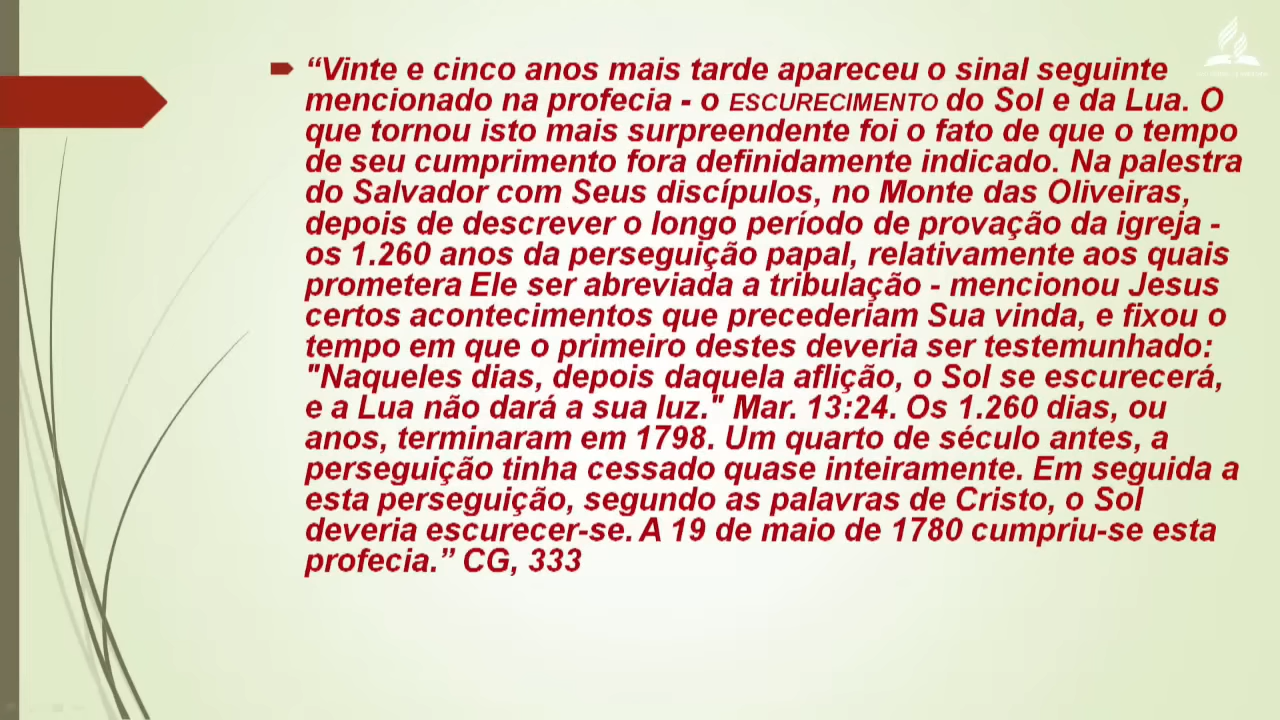 “Vinte e cinco anos mais tarde apareceu o sinal seguinte
mencionado na profecia - o ESCURECIMENTO do Sol e da Lua. O
que tornou isto mais surpreendente foi o fato de que o tempo
de seu cumprimento fora definidamente indicado. Na palestra
do Salvador com Seus discípulos, no Monte das Oliveiras,
depois de descrever o longo período de provação da igreja -
os 1.260 anos da perseguição papal, relativamente aos quais
prometera Ele ser abreviada a tribulação - mencionou Jesus
certos acontecimentos que precederiam Sua vinda, e fixou o
tempo em que o primeiro destes deveria ser testemunhado:
"Naqueles dias, depois daquela aflição, o Sol se escurecerá,
e a Lua não dará a sua luz." Mar. 13:24. Os 1.260 dias, ou
anos, terminaram em 1798. Um quarto de século antes, a
perseguição tinha cessado quase inteiramente. Em seguida a
esta perseguição, segundo as palavras de Cristo, o Sol
deveria escurecer-se. A 19 de maio de 1780 cumpriu-se esta
profecia.” CG, 333